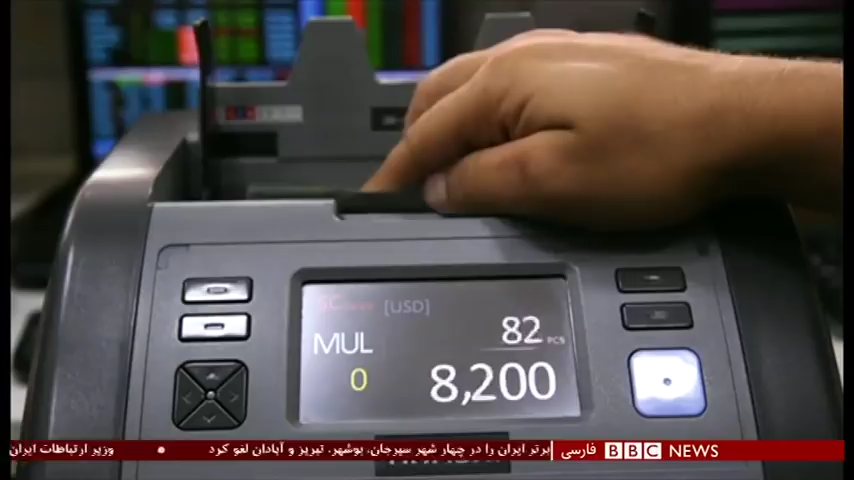 [USD]
MUL
82 PCS
0
8,200
برتر ایران را در چهار شهر سیرجان، بوشهر، تبریز و آبادان لغو کرد • وزیر ارتباطات ایران
فارسی BBC NEWS